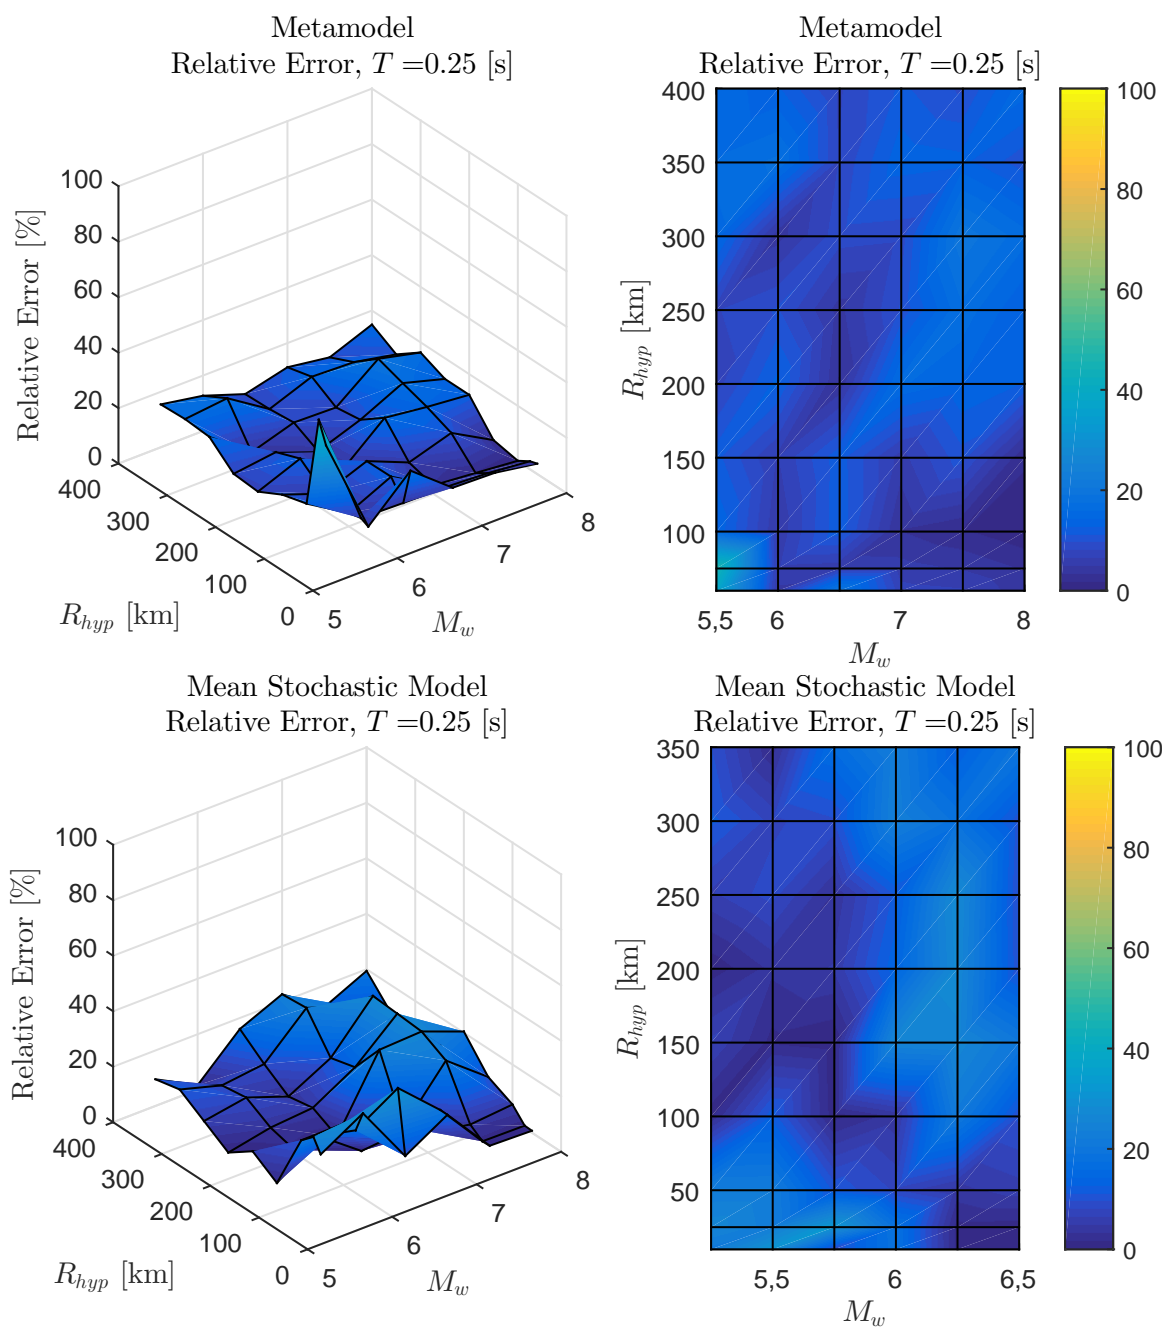 Metamodel
Relative Error, T =0.25 [s]
100
80
60
40
20
0
Relative Error [%]
400
300
200
100
0
R_hyp [km]
5
6
7
8
M_w
Metamodel
Relative Error, T =0.25 [s]
400
350
300
250
200
150
100
R_hyp [km]
5,5 6 7 8
M_w
100
80
60
40
20
0
Mean Stochastic Model
Relative Error, T =0.25 [s]
100
80
60
40
20
0
Relative Error [%]
400
300
200
100
0
R_hyp [km]
5
6
7
8
M_w
Mean Stochastic Model
Relative Error, T =0.25 [s]
350
300
250
200
150
100
50
R_hyp [km]
5,5 6 6,5
M_w
100
80
60
40
20
0